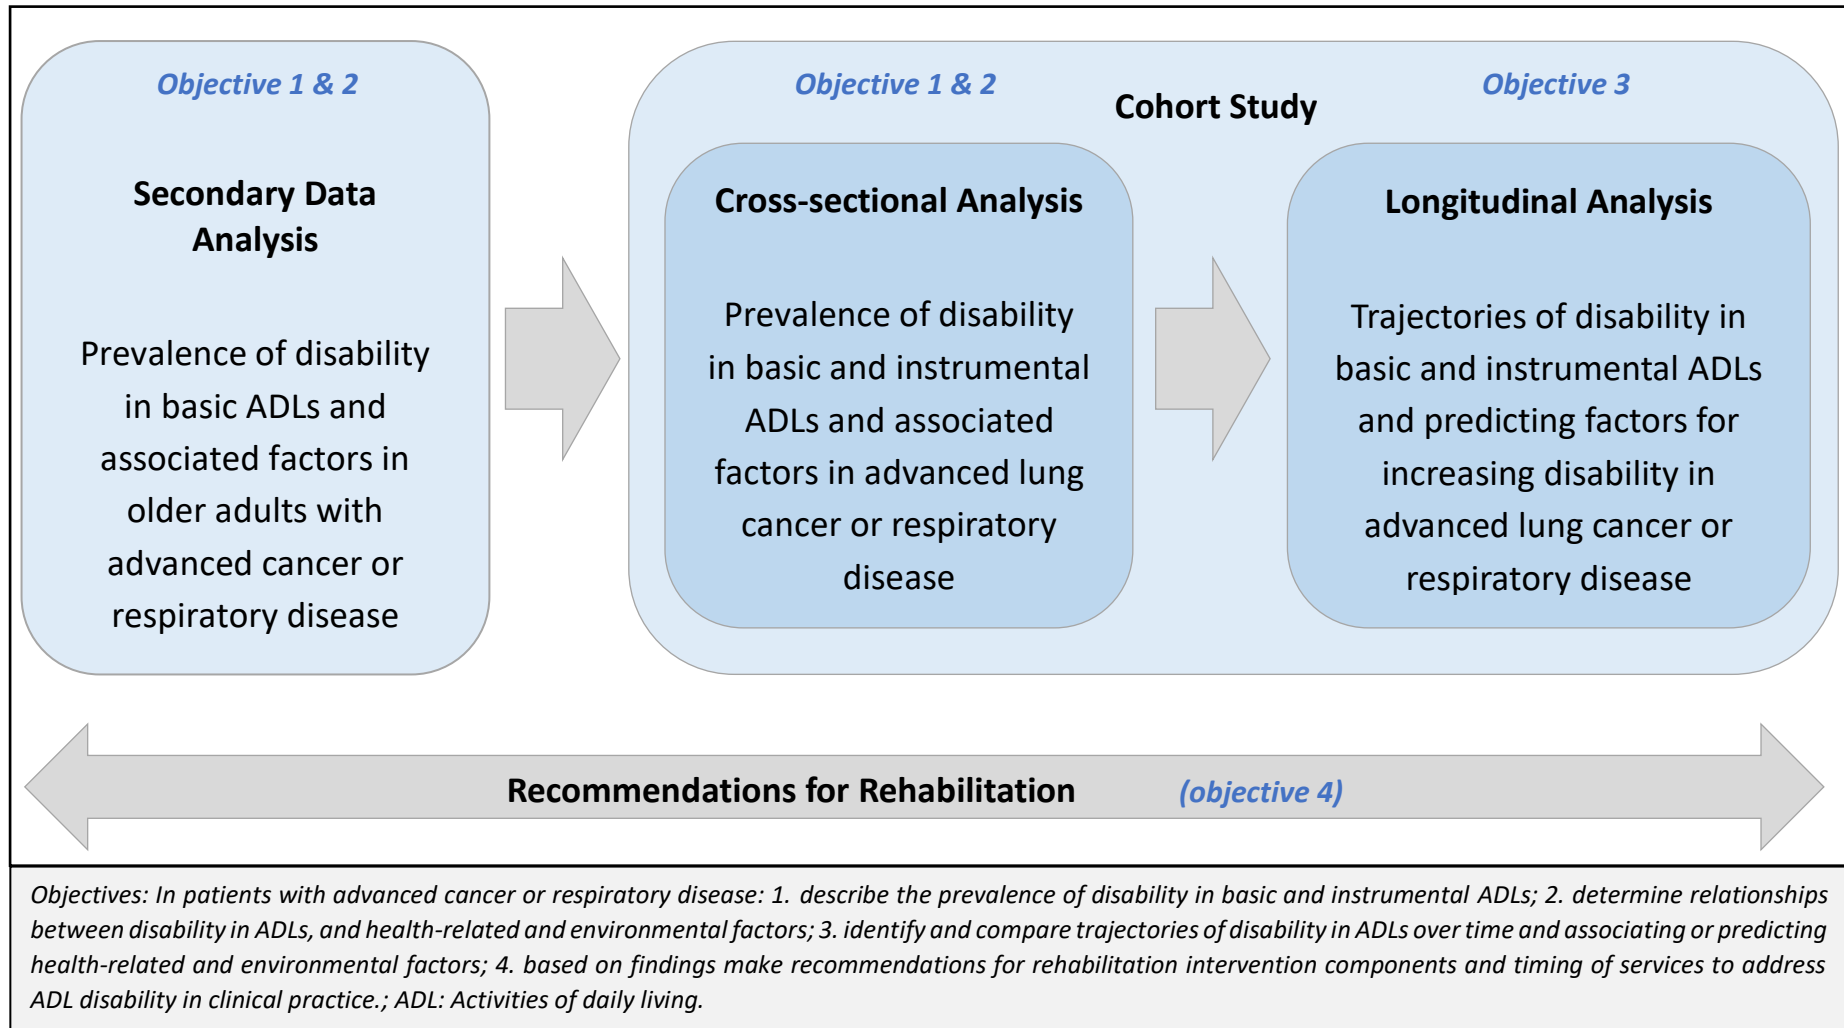 Objective 1 & 2
Secondary Data
Analysis
Prevalence of disability
in basic ADLs and
associated factors in
older adults with
advanced cancer or
respiratory disease
Cohort Study
Objective 1 & 2
Cross-sectional Analysis
Prevalence of disability
in basic and instrumental
ADLs and associated
factors in advanced lung
cancer or respiratory
disease
Objective 3
Longitudinal Analysis
Trajectories of disability in
basic and instrumental ADLs
and predicting factors for
increasing disability in
advanced lung cancer or
respiratory disease
Recommendations for Rehabilitation (objective 4)
Objectives: In patients with advanced cancer or respiratory disease: 1. describe the prevalence of disability in basic and instrumental ADLs; 2. determine relationships
between disability in ADLs, and health-related and environmental factors; 3. identify and compare trajectories of disability in ADLs over time and associating or predicting
health-related and environmental factors; 4. based on findings make recommendations for rehabilitation intervention components and timing of services to address
ADL disability in clinical practice.; ADL: Activities of daily living.